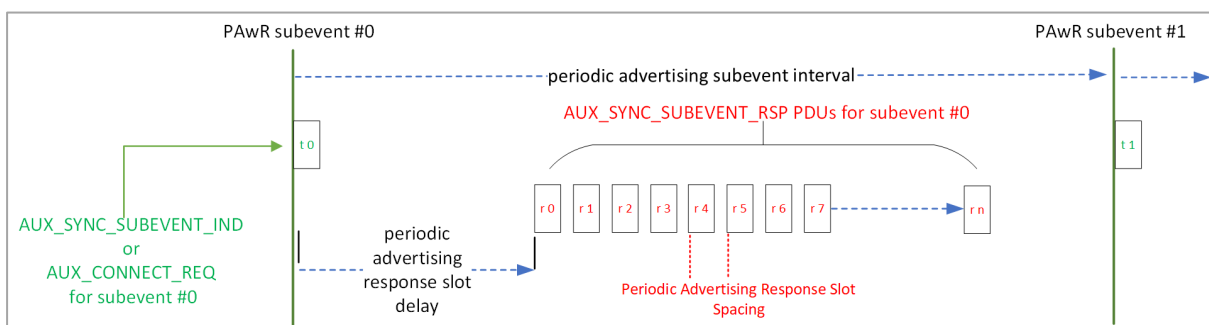 PAwR subevent #0
PAwR subevent #1
periodic advertising subevent interval
AUX_SYNC_SUBEVENT_RSP PDUs for subevent #0
t 0
t 1
r 0
r 1
r 2
r 3
r 4
r 5
r 6
r 7
r n
AUX_SYNC_SUBEVENT_IND
or
AUX_CONNECT_REQ
for subevent #0
periodic
advertising
response slot
delay
Periodic Advertising Response Slot
Spacing